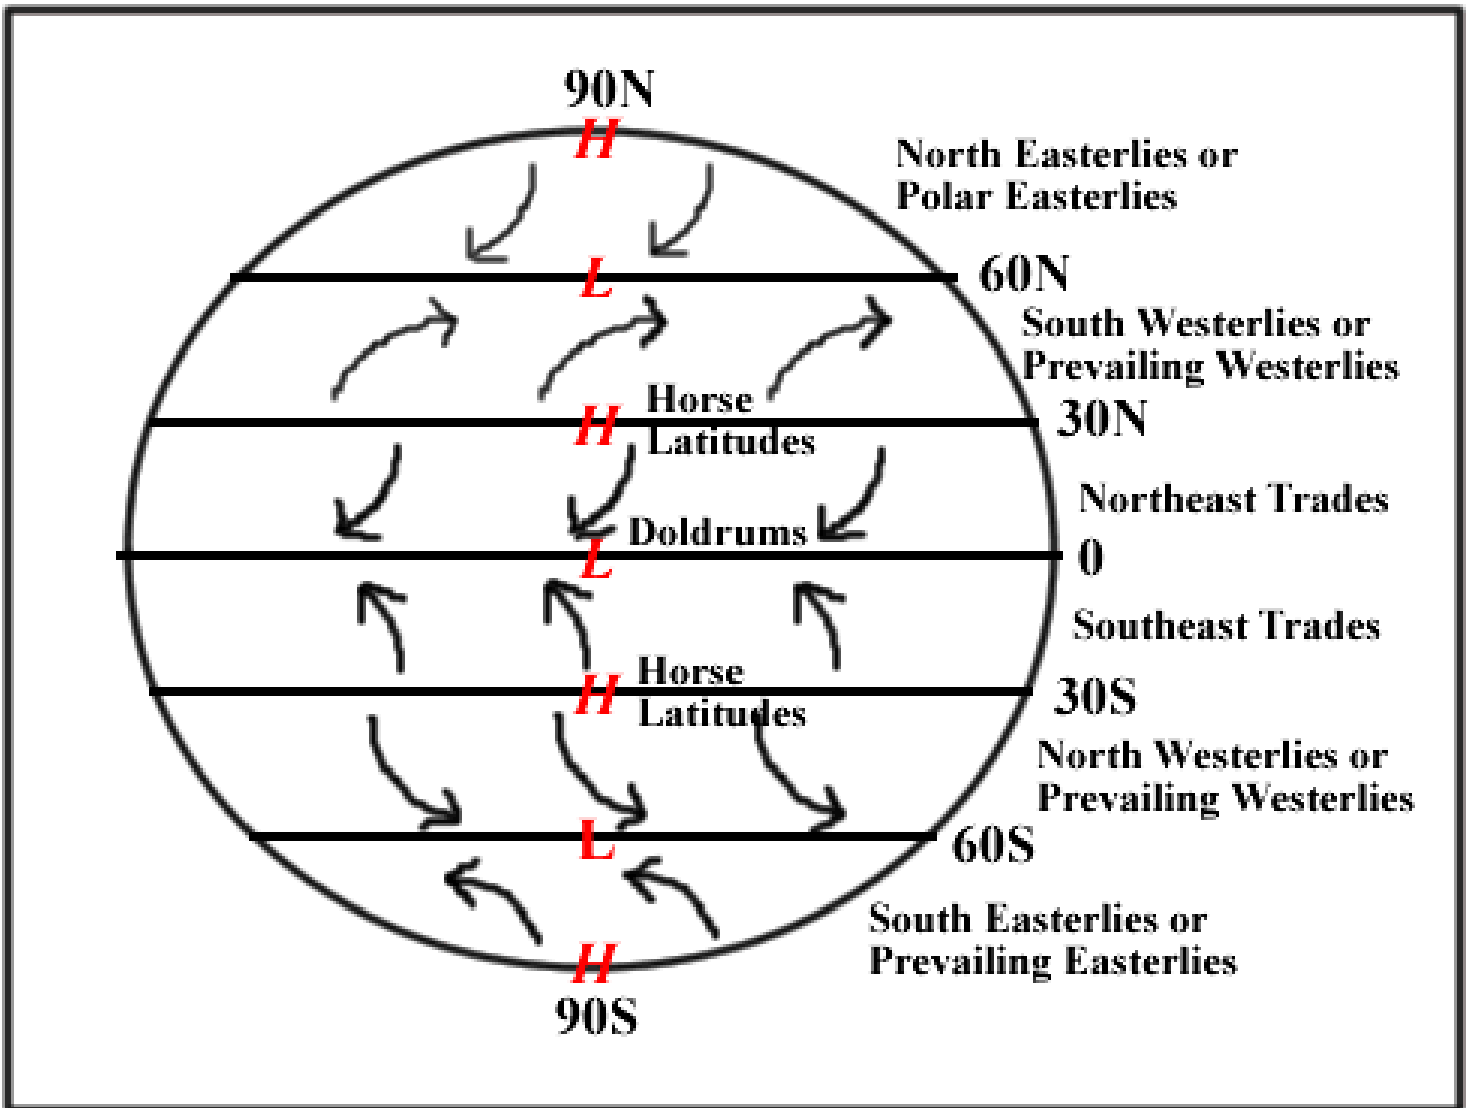 90N
H
North Easterlies or
Polar Easterlies
L
60N
South Westerlies or
Prevailing Westerlies
H
Horse
Latitudes
30N
Northeast Trades
Doldrums
L
0
Southeast Trades
H
Horse
Latitudes
30S
North Westerlies or
Prevailing Westerlies
L
60S
South Easterlies or
Prevailing Easterlies
H
90S